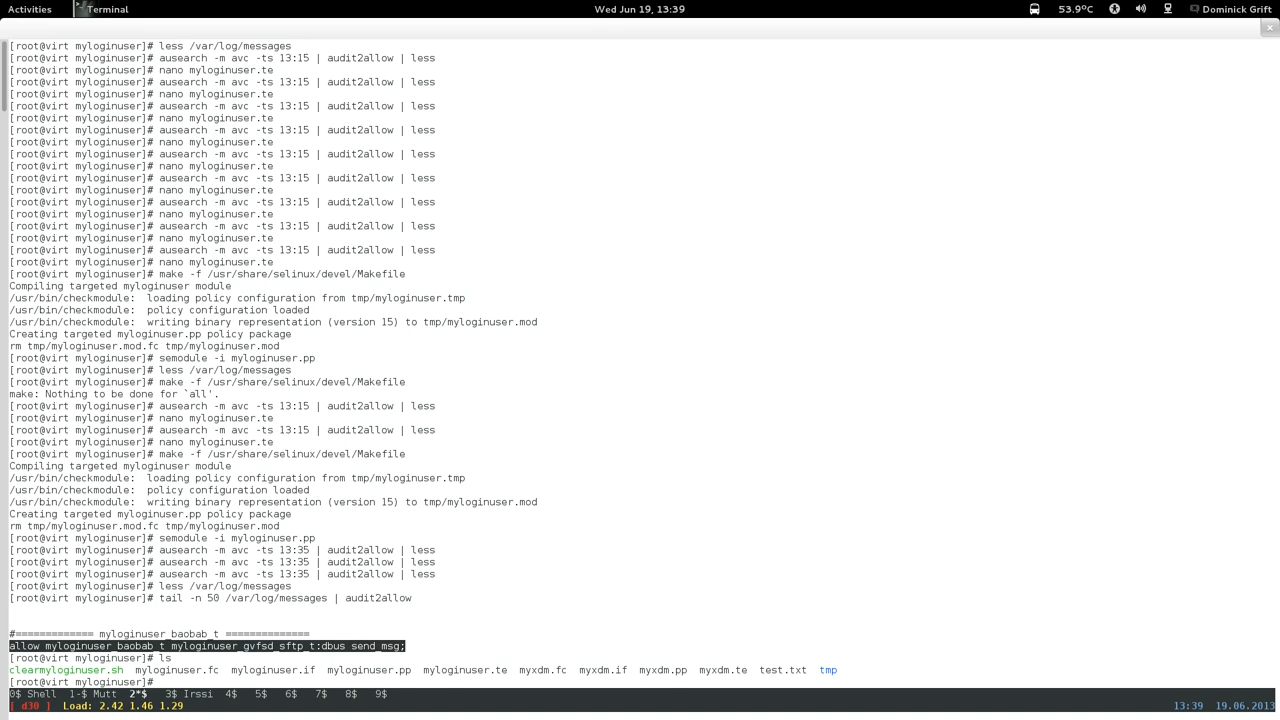 Activities Terminal Wed Jun 19, 13:39 53.9°C Dominick Grift
[root@virt myloginuser]# less /var/log/messages
[root@virt myloginuser]# ausearch -m avc -ts 13:15 | audit2allow | less
[root@virt myloginuser]# nano myloginuser.te
[root@virt myloginuser]# ausearch -m avc -ts 13:15 | audit2allow | less
[root@virt myloginuser]# nano myloginuser.te
[root@virt myloginuser]# ausearch -m avc -ts 13:15 | audit2allow | less
[root@virt myloginuser]# nano myloginuser.te
[root@virt myloginuser]# ausearch -m avc -ts 13:15 | audit2allow | less
[root@virt myloginuser]# nano myloginuser.te
[root@virt myloginuser]# ausearch -m avc -ts 13:15 | audit2allow | less
[root@virt myloginuser]# nano myloginuser.te
[root@virt myloginuser]# ausearch -m avc -ts 13:15 | audit2allow | less
[root@virt myloginuser]# nano myloginuser.te
[root@virt myloginuser]# ausearch -m avc -ts 13:15 | audit2allow | less
[root@virt myloginuser]# nano myloginuser.te
[root@virt myloginuser]# ausearch -m avc -ts 13:15 | audit2allow | less
[root@virt myloginuser]# nano myloginuser.te
[root@virt myloginuser]# ausearch -m avc -ts 13:15 | audit2allow | less
[root@virt myloginuser]# nano myloginuser.te
[root@virt myloginuser]# make -f /usr/share/selinux/devel/Makefile
Compiling targeted myloginuser module
/usr/bin/checkmodule:  loading policy configuration from tmp/myloginuser.tmp
/usr/bin/checkmodule:  policy configuration loaded
/usr/bin/checkmodule:  writing binary representation (version 15) to tmp/myloginuser.mod
Creating targeted myloginuser.pp policy package
rm tmp/myloginuser.mod.fc tmp/myloginuser.mod
[root@virt myloginuser]# semodule -i myloginuser.pp
[root@virt myloginuser]# less /var/log/messages
[root@virt myloginuser]# make -f /usr/share/selinux/devel/Makefile
make: Nothing to be done for `all'.
[root@virt myloginuser]# ausearch -m avc -ts 13:15 | audit2allow | less
[root@virt myloginuser]# nano myloginuser.te
[root@virt myloginuser]# ausearch -m avc -ts 13:15 | audit2allow | less
[root@virt myloginuser]# nano myloginuser.te
[root@virt myloginuser]# make -f /usr/share/selinux/devel/Makefile
Compiling targeted myloginuser module
/usr/bin/checkmodule:  loading policy configuration from tmp/myloginuser.tmp
/usr/bin/checkmodule:  policy configuration loaded
/usr/bin/checkmodule:  writing binary representation (version 15) to tmp/myloginuser.mod
Creating targeted myloginuser.pp policy package
rm tmp/myloginuser.mod.fc tmp/myloginuser.mod
[root@virt myloginuser]# semodule -i myloginuser.pp
[root@virt myloginuser]# ausearch -m avc -ts 13:35 | audit2allow | less
[root@virt myloginuser]# ausearch -m avc -ts 13:35 | audit2allow | less
[root@virt myloginuser]# ausearch -m avc -ts 13:35 | audit2allow | less
[root@virt myloginuser]# less /var/log/messages
[root@virt myloginuser]# tail -n 50 /var/log/messages | audit2allow
#============= myloginuser_baobab_t ==============
allow myloginuser_baobab_t myloginuser_gvfsd_sftp_t:dbus send_msg;
[root@virt myloginuser]# ls
clearmyloginuser.sh  myloginuser.fc  myloginuser.if  myloginuser.pp  myloginuser.te  myxdm.fc  myxdm.if  myxdm.pp  myxdm.te  test.txt  tmp
[root@virt myloginuser]#
0$ Shell  1-$ Mutt  2*$  3$ Irssi  4$  5$  6$  7$  8$  9$
[ d30 ]  Load: 2.42 1.46 1.29 13:39  19.06.2013